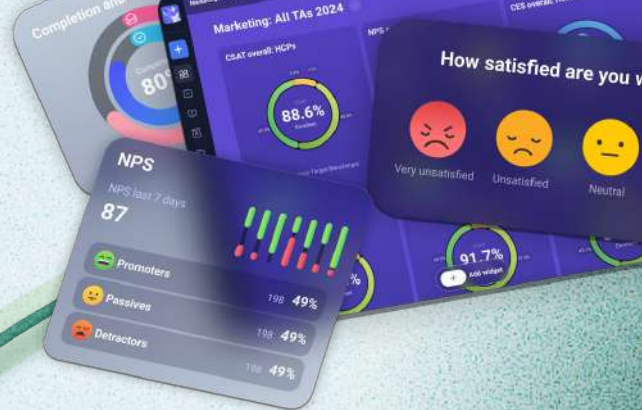 Completion and
80%
Marketing: All TAs 2024
CSAT overall: HCPs
88.6%
NPS
CES overall:
How satisfied are you w
Very unsatisfied
Unsatisfied
Neutral
NPS
NPS last 7 days
87
Promoters
198 49%
Passives
198 49%
Detractors
198 49%
%
91.7%
+ Add widget